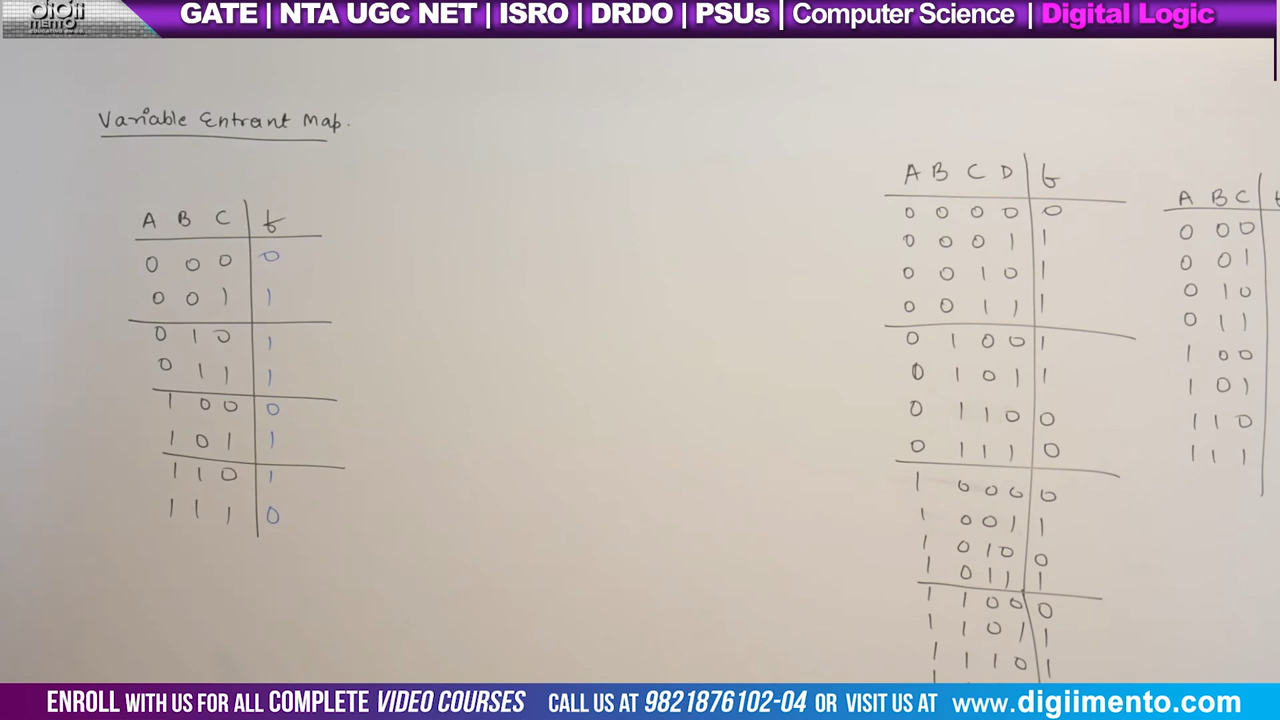 digii
MENTO
GATE | NTA UGC NET | ISRO | DRDO | PSUs | Computer Science | Digital Logic
Variable Entrant Map.
A B C f
0 0 0 0
0 0 1 1
0 1 0 1
0 1 1 1
1 0 0 0
1 0 1 1
1 1 0 1
1 1 1 0
A B C D f
0 0 0 0 0
0 0 0 1 1
0 0 1 0 1
0 0 1 1 1
0 1 0 0 1
0 1 0 1 1
0 1 1 0 0
0 1 1 1 0
1 0 0 0 0
1 0 0 1 1
1 0 1 0 0
1 0 1 1 1
1 1 0 0 0
1 1 0 1 1
1 1 1 0 1
A B C
0 0 0
0 0 1
0 1 0
0 1 1
1 0 0
1 0 1
1 1 0
1 1 1
ENROLL WITH US FOR ALL COMPLETE VIDEO COURSES CALL US AT 9821876102-04 OR VISIT US AT www.digiimento.com